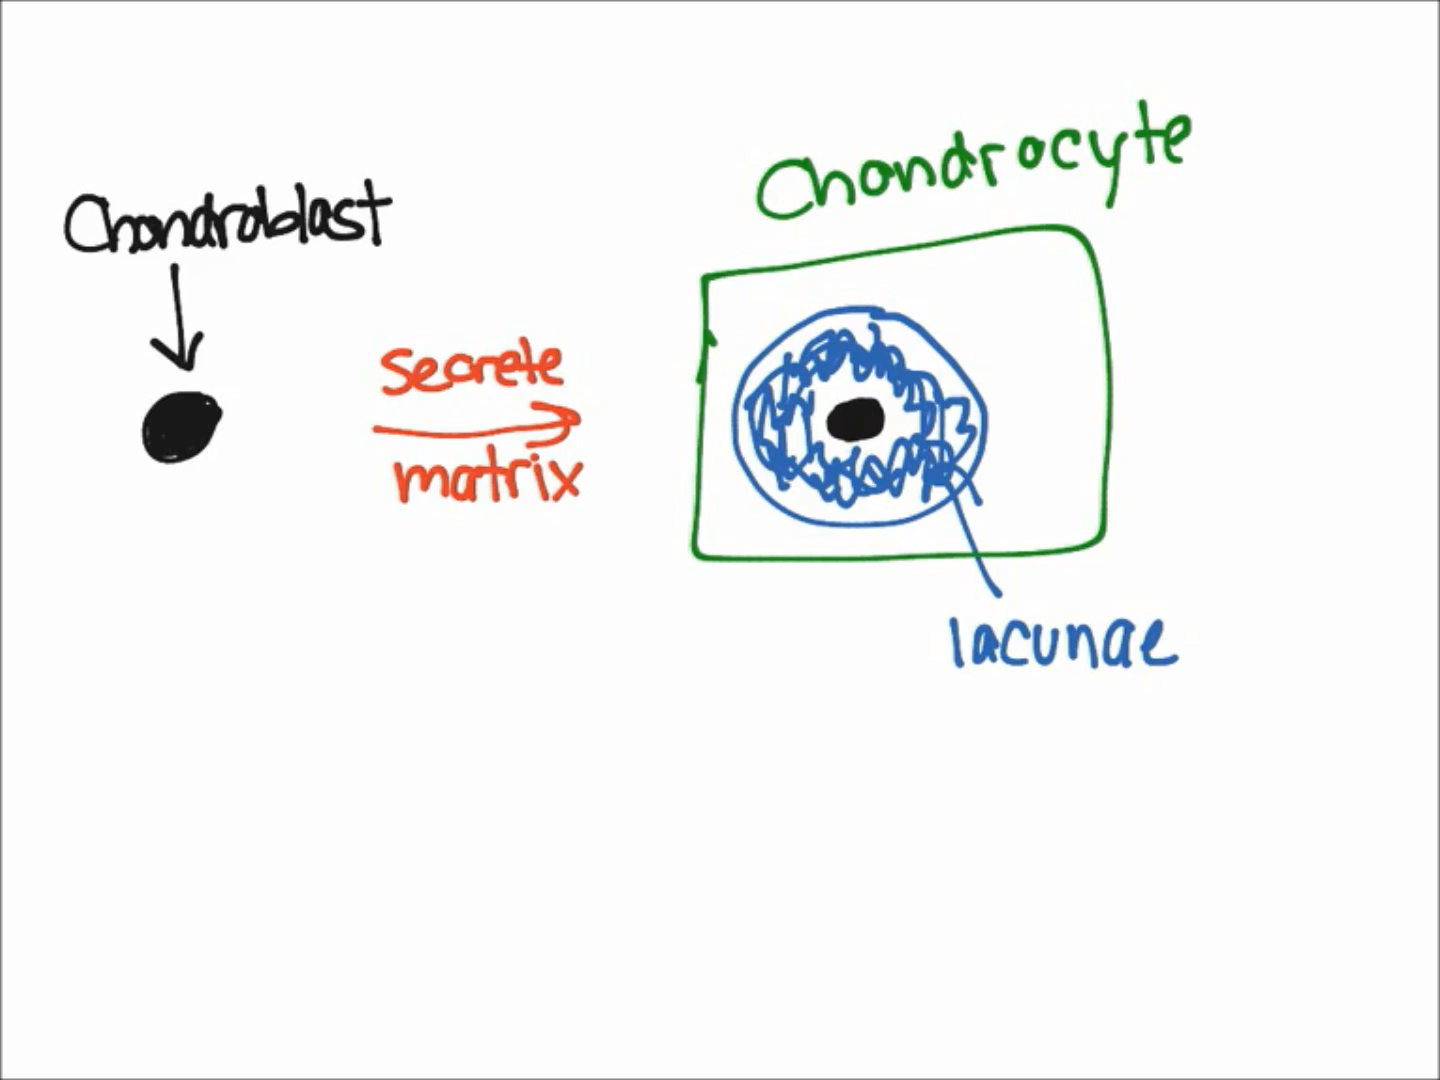 Chondroblast
secrete
matrix
Chondrocyte
lacunae